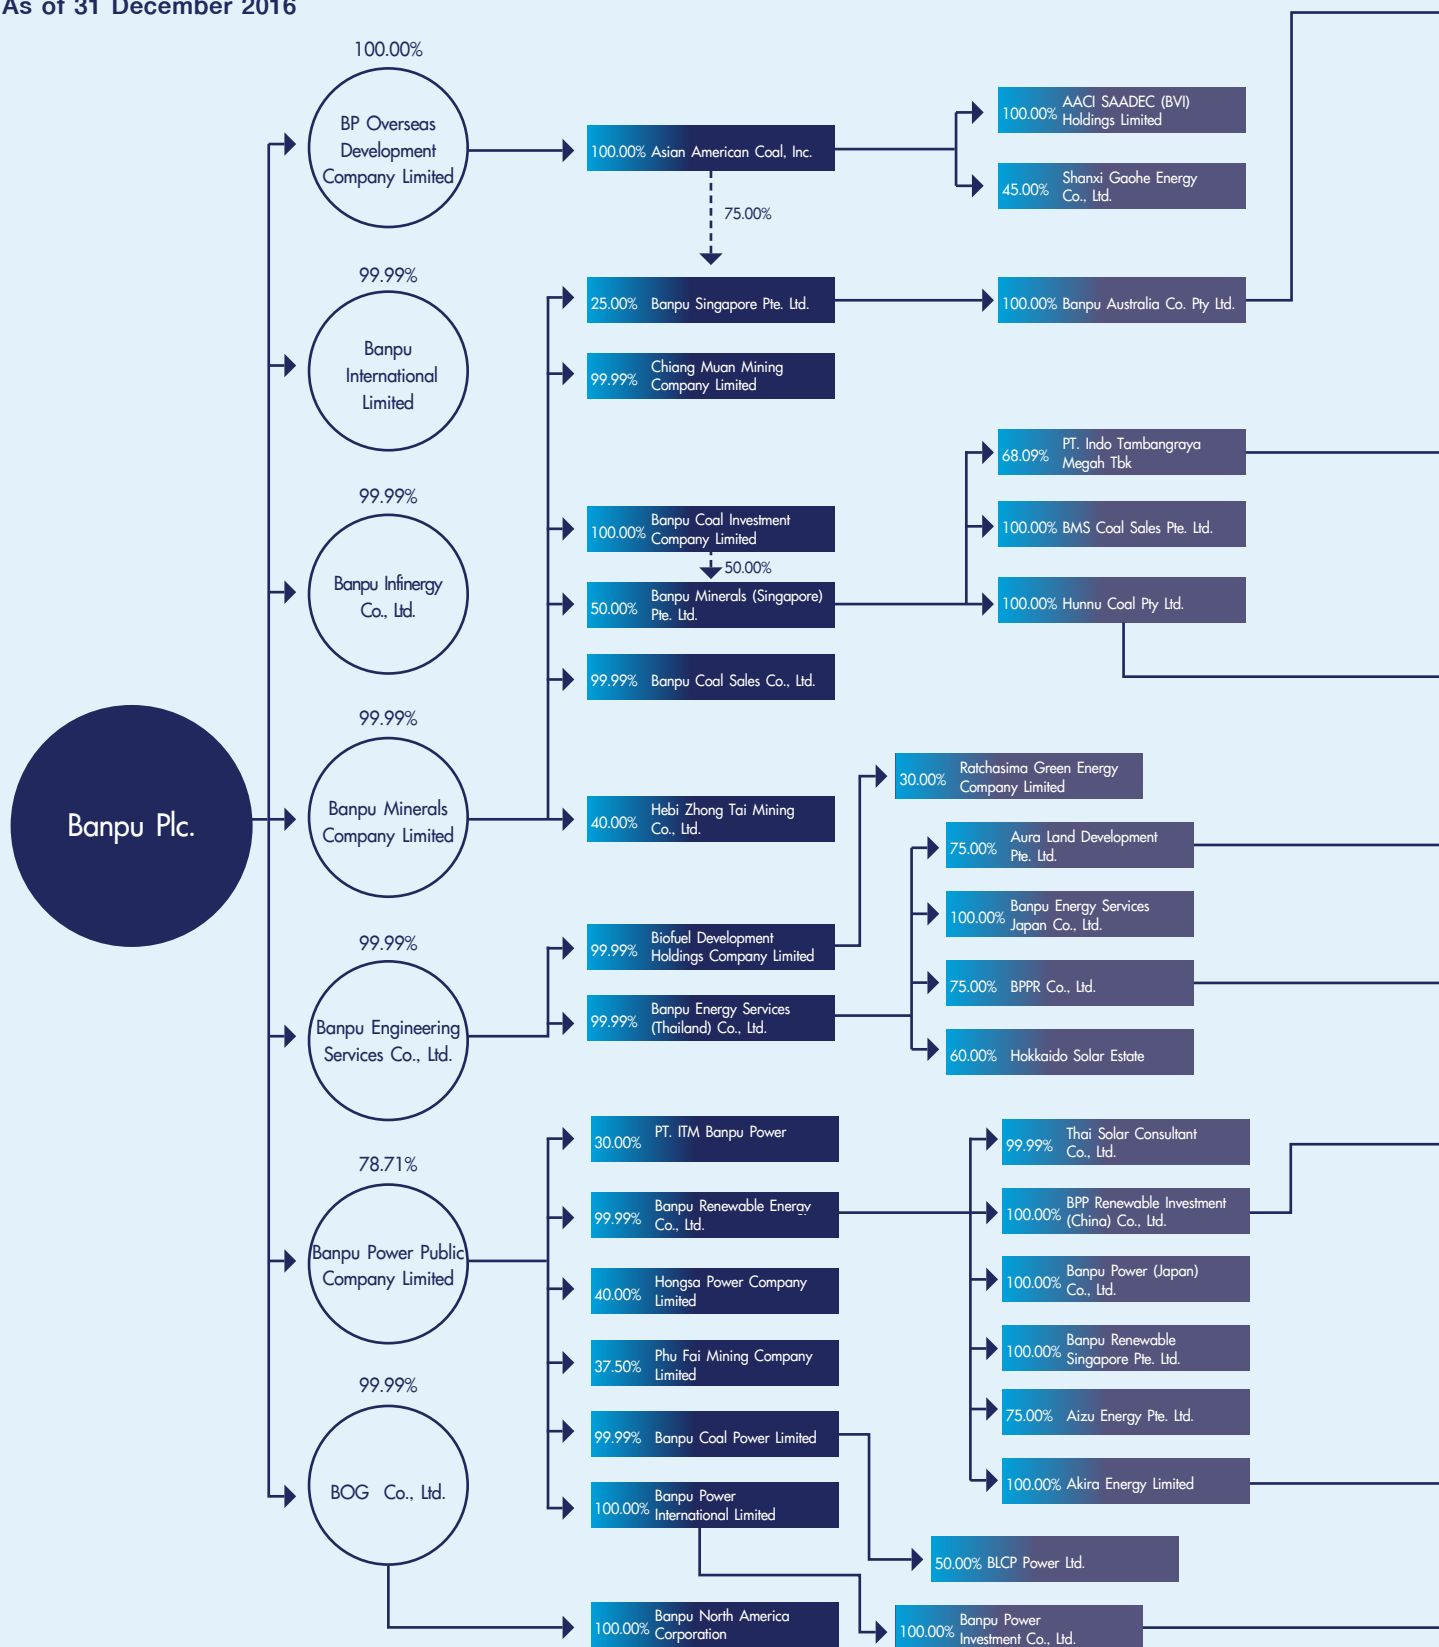 As of 31 December 2016
Banpu Plc.
100.00%
BP Overseas
Development
Company Limited
99.99%
Banpu
International
Limited
99.99%
Banpu Infinergy
Co., Ltd.
99.99%
Banpu Minerals
Company Limited
99.99%
Banpu Engineering
Services Co., Ltd.
78.71%
Banpu Power Public
Company Limited
99.99%
BOG Co., Ltd.
100.00% Asian American Coal, Inc.
75.00%
25.00% Banpu Singapore Pte. Ltd.
99.99% Chiang Muan Mining
Company Limited
100.00% Banpu Coal Investment
Company Limited
50.00%
50.00% Banpu Minerals (Singapore)
Pte. Ltd.
99.99% Banpu Coal Sales Co., Ltd.
40.00% Hebi Zhong Tai Mining
Co., Ltd.
99.99% Biofuel Development
Holdings Company Limited
99.99% Banpu Energy Services
(Thailand) Co., Ltd.
30.00% PT. ITM Banpu Power
99.99% Banpu Renewable Energy
Co., Ltd.
40.00% Hongsa Power Company
Limited
37.50% Phu Fai Mining Company
Limited
99.99% Banpu Coal Power Limited
100.00% Banpu Power
International Limited
100.00% Banpu North America
Corporation
100.00% AACI SAADEC (BVI)
Holdings Limited
45.00% Shanxi Gaohe Energy
Co., Ltd.
100.00% Banpu Australia Co. Pty Ltd.
68.09% PT. Indo Tambangraya
Megah Tbk
100.00% BMS Coal Sales Pte. Ltd.
100.00% Hunnu Coal Pty Ltd.
30.00% Ratchasima Green Energy
Company Limited
75.00% Aura Land Development
Pte. Ltd.
100.00% Banpu Energy Services
Japan Co., Ltd.
75.00% BPPR Co., Ltd.
60.00% Hokkaido Solar Estate
99.99% Thai Solar Consultant
Co., Ltd.
100.00% BPP Renewable Investment
(China) Co., Ltd.
100.00% Banpu Power (Japan)
Co., Ltd.
100.00% Banpu Renewable
Singapore Pte. Ltd.
75.00% Aizu Energy Pte. Ltd.
100.00% Akira Energy Limited
50.00% BLCP Power Ltd.
100.00% Banpu Power
Investment Co., Ltd.